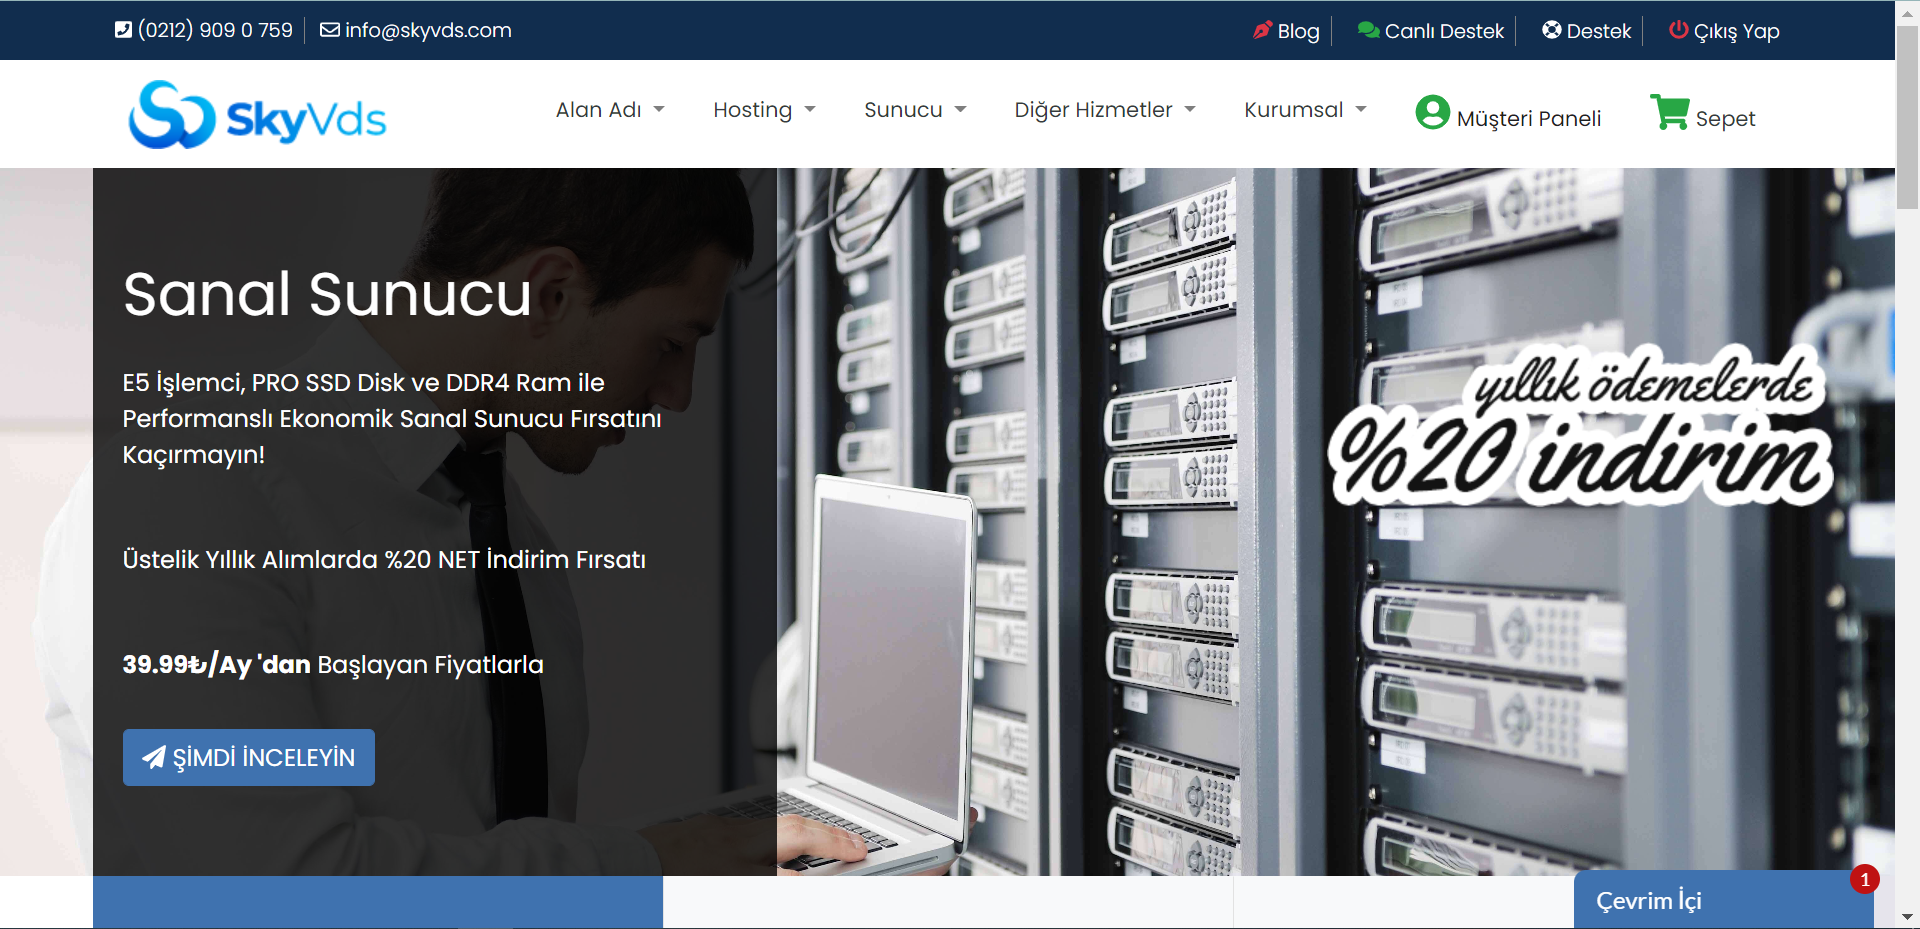 (0212) 909 0 759
info@skyvds.com
Blog
Canlı Destek
Destek
Çıkış Yap
SkyVds
Alan Adı
Hosting
Sunucu
Diğer Hizmetler
Kurumsal
Müşteri Paneli
Sepet
Sanal Sunucu
E5 İşlemci, PRO SSD Disk ve DDR4 Ram ile
Performanslı Ekonomik Sanal Sunucu Fırsatını
Kaçırmayın!
Üstelik Yıllık Alımlarda %20 NET İndirim Fırsatı
39.99₺/Ay 'dan Başlayan Fiyatlarla
ŞİMDİ İNCELEYİN
yıllık ödemelerde
%20 indirim
1
Çevrim İçi